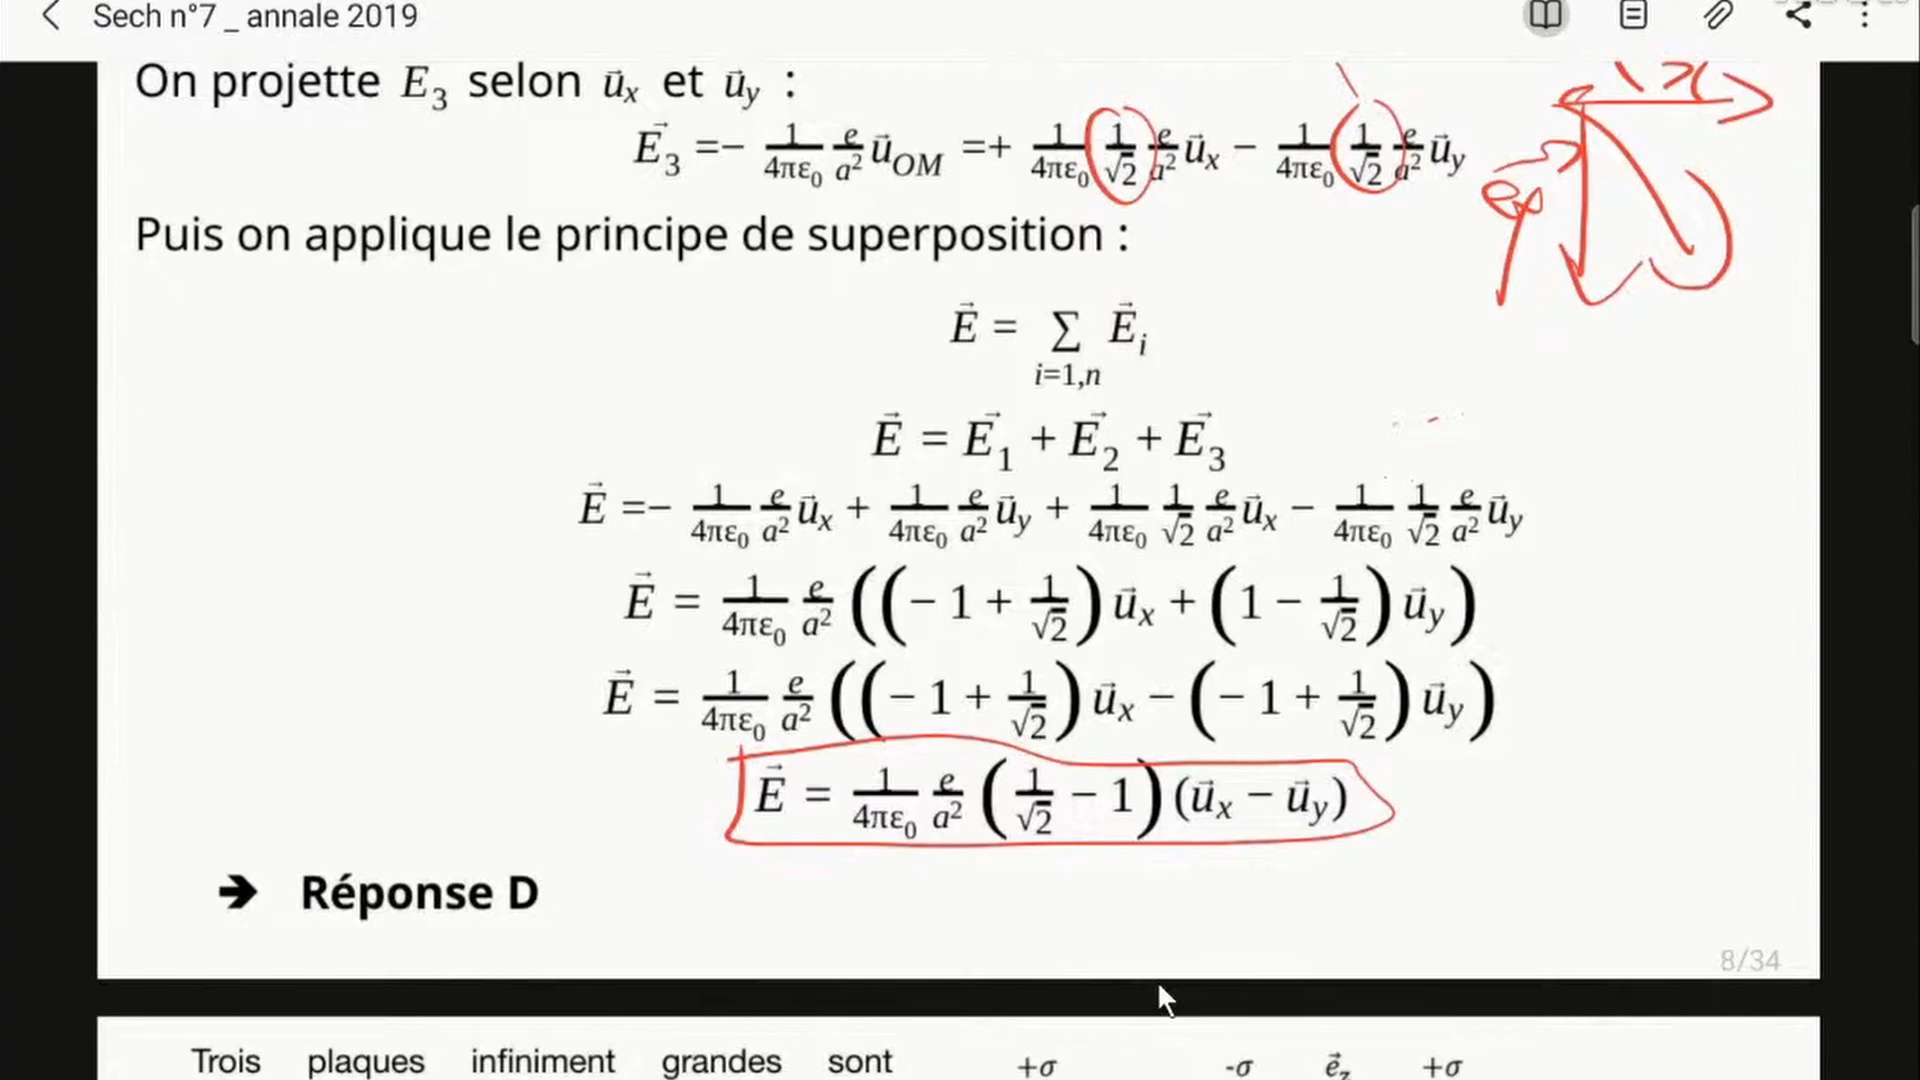 Sech n°7 _ annale 2019
On projette E₃ selon u⃗ₓ et u⃗ᵧ :
E⃗₃ =− 1/4πε₀ e/a² u⃗_OM =+ 1/4πε₀ 1/√2 e/a² u⃗ₓ − 1/4πε₀ 1/√2 e/a² u⃗ᵧ
Puis on applique le principe de superposition :
E⃗ = ∑ E⃗ᵢ
i=1,n
E⃗ = E⃗₁ + E⃗₂ + E⃗₃
E⃗ =− 1/4πε₀ e/a² u⃗ₓ + 1/4πε₀ e/a² u⃗ᵧ + 1/4πε₀ 1/√2 e/a² u⃗ₓ − 1/4πε₀ 1/√2 e/a² u⃗ᵧ
E⃗ = 1/4πε₀ e/a² ((− 1 + 1/√2) u⃗ₓ + (1 − 1/√2) u⃗ᵧ)
E⃗ = 1/4πε₀ e/a² ((− 1 + 1/√2) u⃗ₓ − (− 1 + 1/√2) u⃗ᵧ)
E⃗ = 1/4πε₀ e/a² (1/√2 − 1) (u⃗ₓ − u⃗ᵧ)
➔ Réponse D
8/34
Trois plaques infiniment grandes sont
+σ -σ e⃗_z +σ